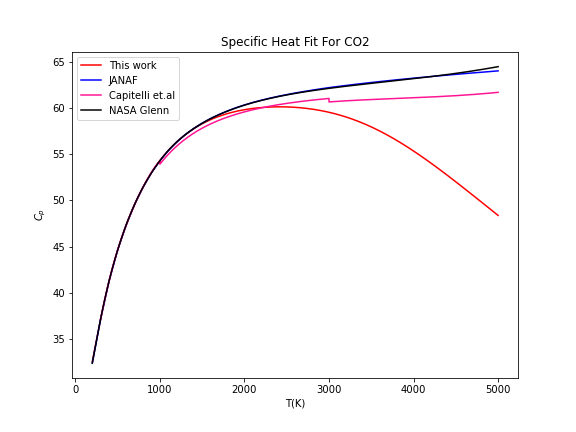 Specific Heat Fit For CO2
This work
JANAF
Capitelli et.al
NASA Glenn
65
60
55
50
45
40
35
C_p
0
1000
2000
3000
4000
5000
T(K)